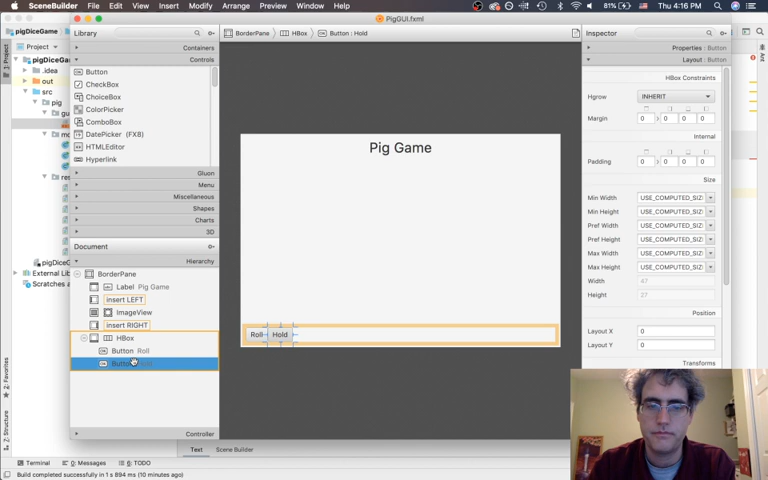 SceneBuilder File Edit View Insert Modify Arrange Preview Window Help 81% Thu 4:16 PM
pigDiceGame
PigGUI.fxml
Library
BorderPane HBox Button : Hold
Inspector
Project
Containers
Properties : Button
Controls
Layout : Button
pigDiceGa
.idea
out
src
pig
gu
mo
res
pigDiceG
External Lib
Scratches a
Button
CheckBox
ChoiceBox
ColorPicker
ComboBox
DatePicker (FX8)
HTMLEditor
Hyperlink
Gluon
Menu
Miscellaneous
Shapes
Charts
3D
Document
Hierarchy
BorderPane
Label Pig Game
insert LEFT
ImageView
insert RIGHT
HBox
Button Roll
Controller
Pig Game
Roll
Hold
HBox Constraints
Hgrow INHERIT
Margin 0 0 0 0
Internal
Padding 0 0 0 0
Size
Min Width USE_COMPUTED_SIZ
Min Height USE_COMPUTED_SIZ
Pref Width USE_COMPUTED_SIZ
Pref Height USE_COMPUTED_SIZ
Max Width USE_COMPUTED_SIZ
Max Height USE_COMPUTED_SIZ
Width 47
Height 27
Position
Layout X 0
Layout Y 0
Transforms
1: Project
2: Favorites
Z: Structure
Ant
Text Scene Builder
Terminal 0: Messages 6: TODO
Build completed successfully in 1 s 894 ms (10 minutes ago)